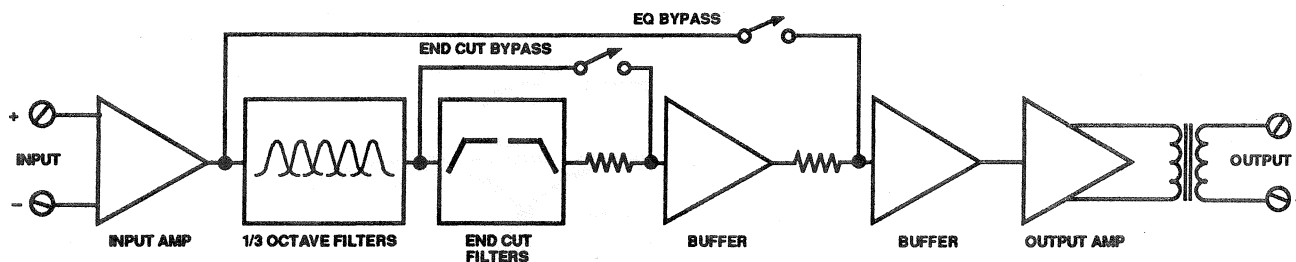 EQ BYPASS
END CUT BYPASS
+
INPUT
−
OUTPUT
INPUT AMP
1/3 OCTAVE FILTERS
END CUT
FILTERS
BUFFER
BUFFER
OUTPUT AMP